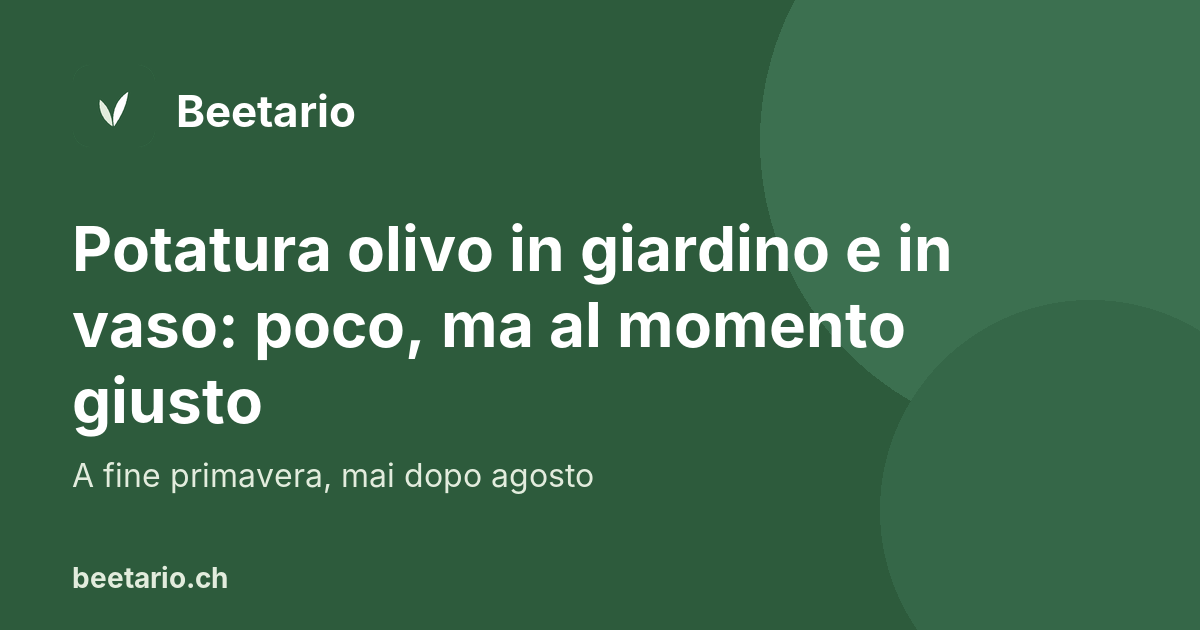 Beetario
Potatura olivo in giardino e in
vaso: poco, ma al momento
giusto
A fine primavera, mai dopo agosto
beetario.ch